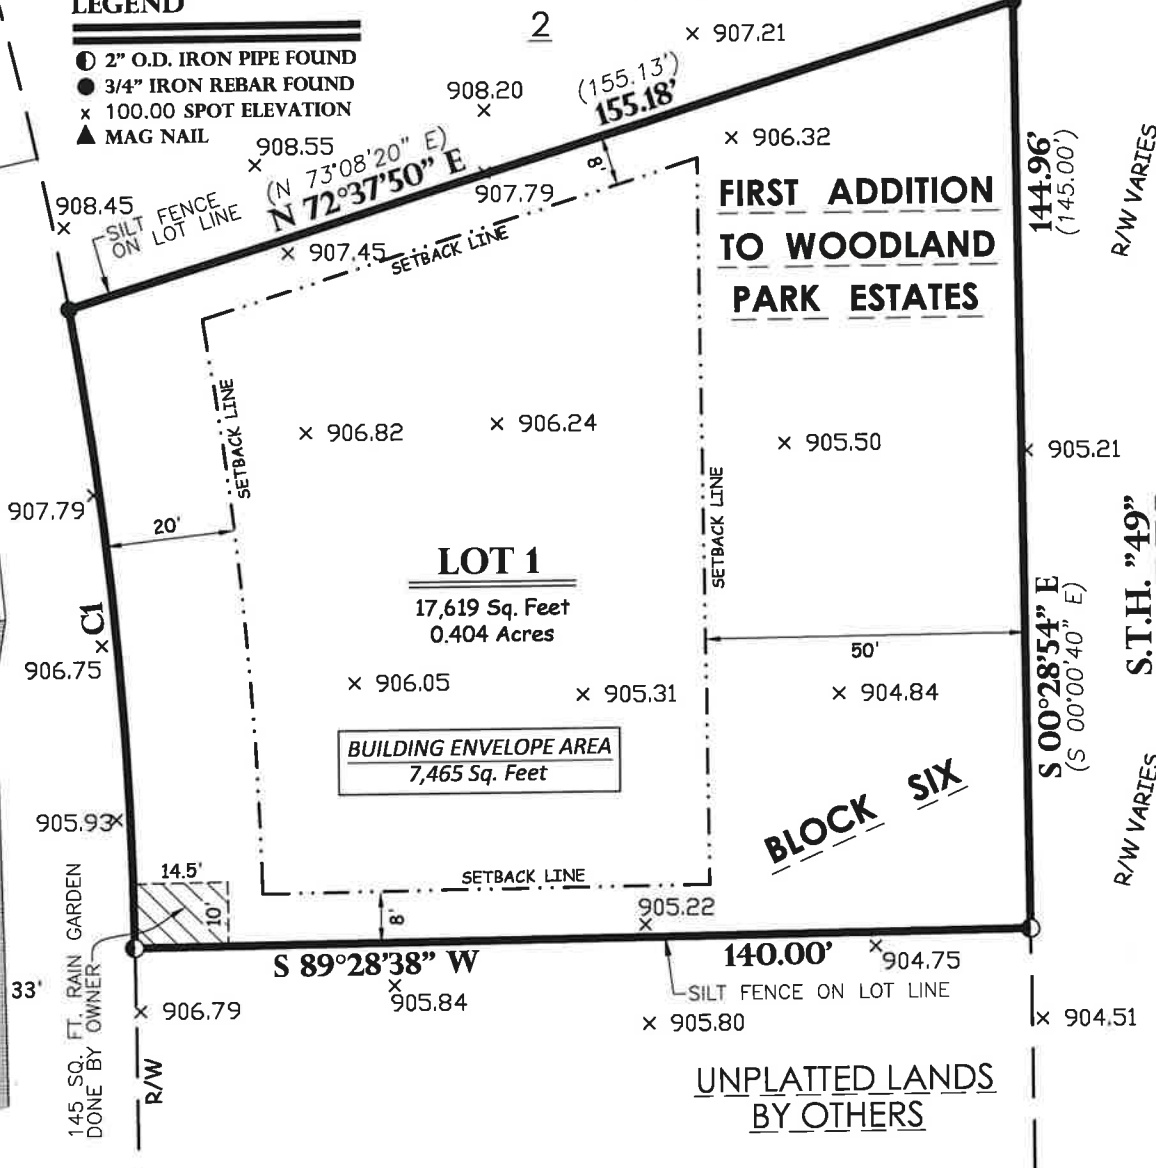 LEGEND
2" O.D. IRON PIPE FOUND
3/4" IRON REBAR FOUND
x 100.00 SPOT ELEVATION
MAG NAIL
2
× 907.21
908.20
×
(155.13')
155.18'
908.55
×
(N 73°08'20" E)
N 72°37'50" E
× 906.32
908.45
×
SILT FENCE
ON LOT LINE
8'
907.79
× 907.45
SETBACK LINE
FIRST ADDITION
TO WOODLAND
PARK ESTATES
144.96'
(145.00')
R/W VARIES
SETBACK LINE
× 906.82
× 906.24
× 905.50
× 905.21
907.79 ×
20'
SETBACK LINE
S.T.H. "49"
LOT 1
17,619 Sq. Feet
0.404 Acres
C1
906.75 ×
50'
S 00°28'54" E
(S 00°00'40" E)
× 906.05
× 905.31
× 904.84
BUILDING ENVELOPE AREA
7,465 Sq. Feet
BLOCK SIX
R/W VARIES
905.93 ×
14.5'
10'
SETBACK LINE
8'
905.22
×
145 SQ. FT. RAIN GARDEN
DONE BY OWNER
33'
S 89°28'38" W
140.00'
×
904.75
×
905.84
SILT FENCE ON LOT LINE
× 906.79
× 905.80
× 904.51
R/W
UNPLATTED LANDS
BY OTHERS